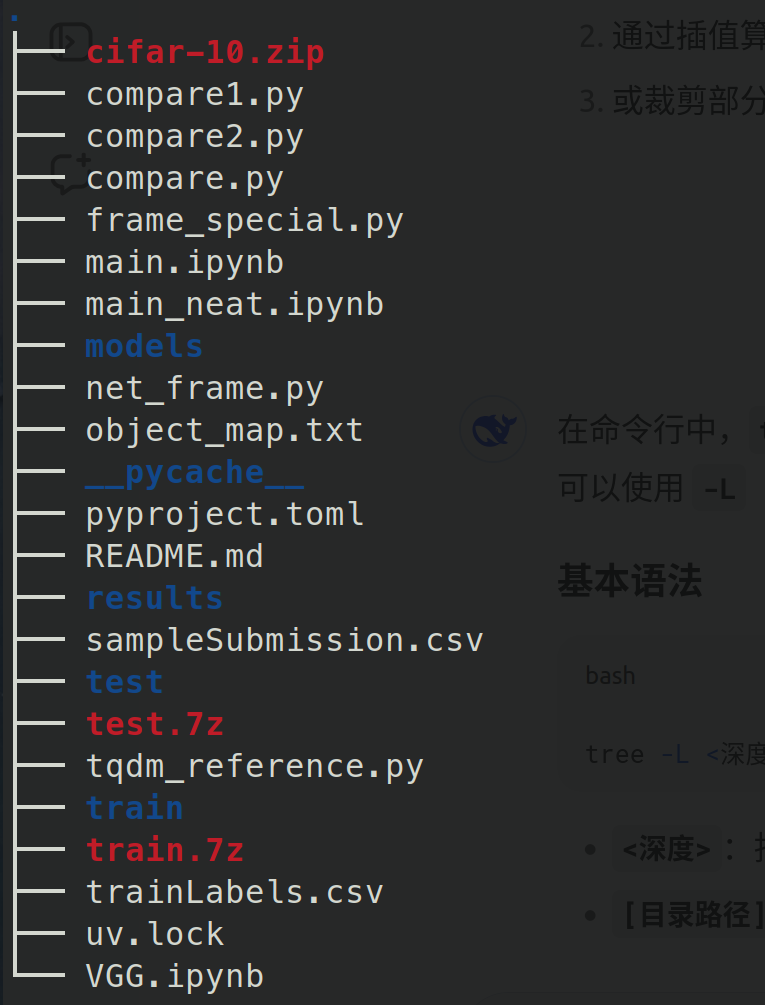 .
├── cifar-10.zip
├── compare1.py
├── compare2.py
├── compare.py
├── frame_special.py
├── main.ipynb
├── main_neat.ipynb
├── models
├── net_frame.py
├── object_map.txt
├── __pycache__
├── pyproject.toml
├── README.md
├── results
├── sampleSubmission.csv
├── test
├── test.7z
├── tqdm_reference.py
├── train
├── train.7z
├── trainLabels.csv
├── uv.lock
└── VGG.ipynb
2. 通过插值算
3. 或裁剪部分
在命令行中，
可以使用 -L
基本语法
bash
tree -L <深度
• <深度>：
• [目录路径]